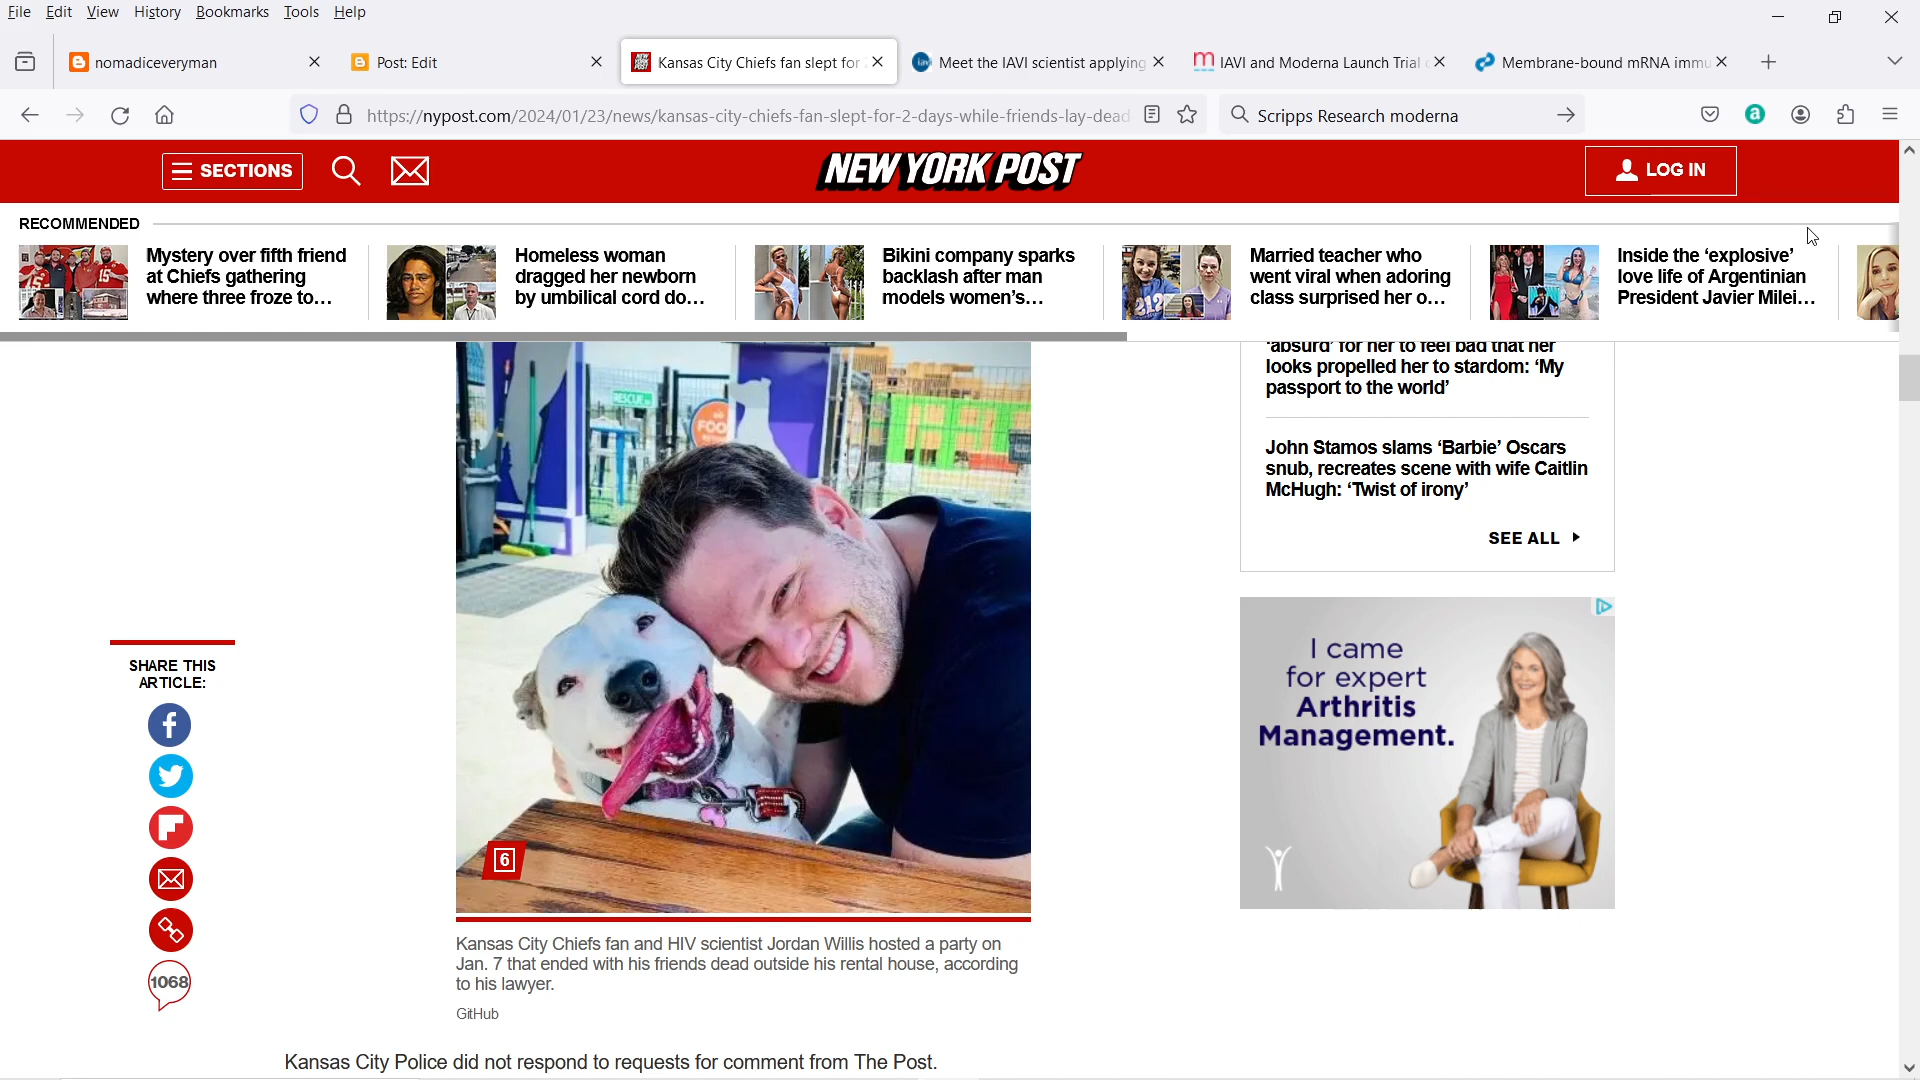 File Edit View History Bookmarks Tools Help
nomadiceveryman
Post: Edit
Kansas City Chiefs fan slept for
Meet the IAVI scientist applying
IAVI and Moderna Launch Trial
Membrane-bound mRNA immu
https://nypost.com/2024/01/23/news/kansas-city-chiefs-fan-slept-for-2-days-while-friends-lay-dead
Scripps Research moderna
SECTIONS
NEW YORK POST
LOG IN
RECOMMENDED
Mystery over fifth friend
at Chiefs gathering
where three froze to...
Homeless woman
dragged her newborn
by umbilical cord do...
Bikini company sparks
backlash after man
models women's...
Married teacher who
went viral when adoring
class surprised her o...
Inside the ‘explosive’
love life of Argentinian
President Javier Milei...
'absurd' for her to feel bad that her
looks propelled her to stardom: ‘My
passport to the world’
John Stamos slams ‘Barbie’ Oscars
snub, recreates scene with wife Caitlin
McHugh: ‘Twist of irony’
SEE ALL
RESCUE
FOO
I came
for expert
Arthritis
Management.
SHARE THIS
ARTICLE:
1068
6
Kansas City Chiefs fan and HIV scientist Jordan Willis hosted a party on
Jan. 7 that ended with his friends dead outside his rental house, according
to his lawyer.
GitHub
Kansas City Police did not respond to requests for comment from The Post.